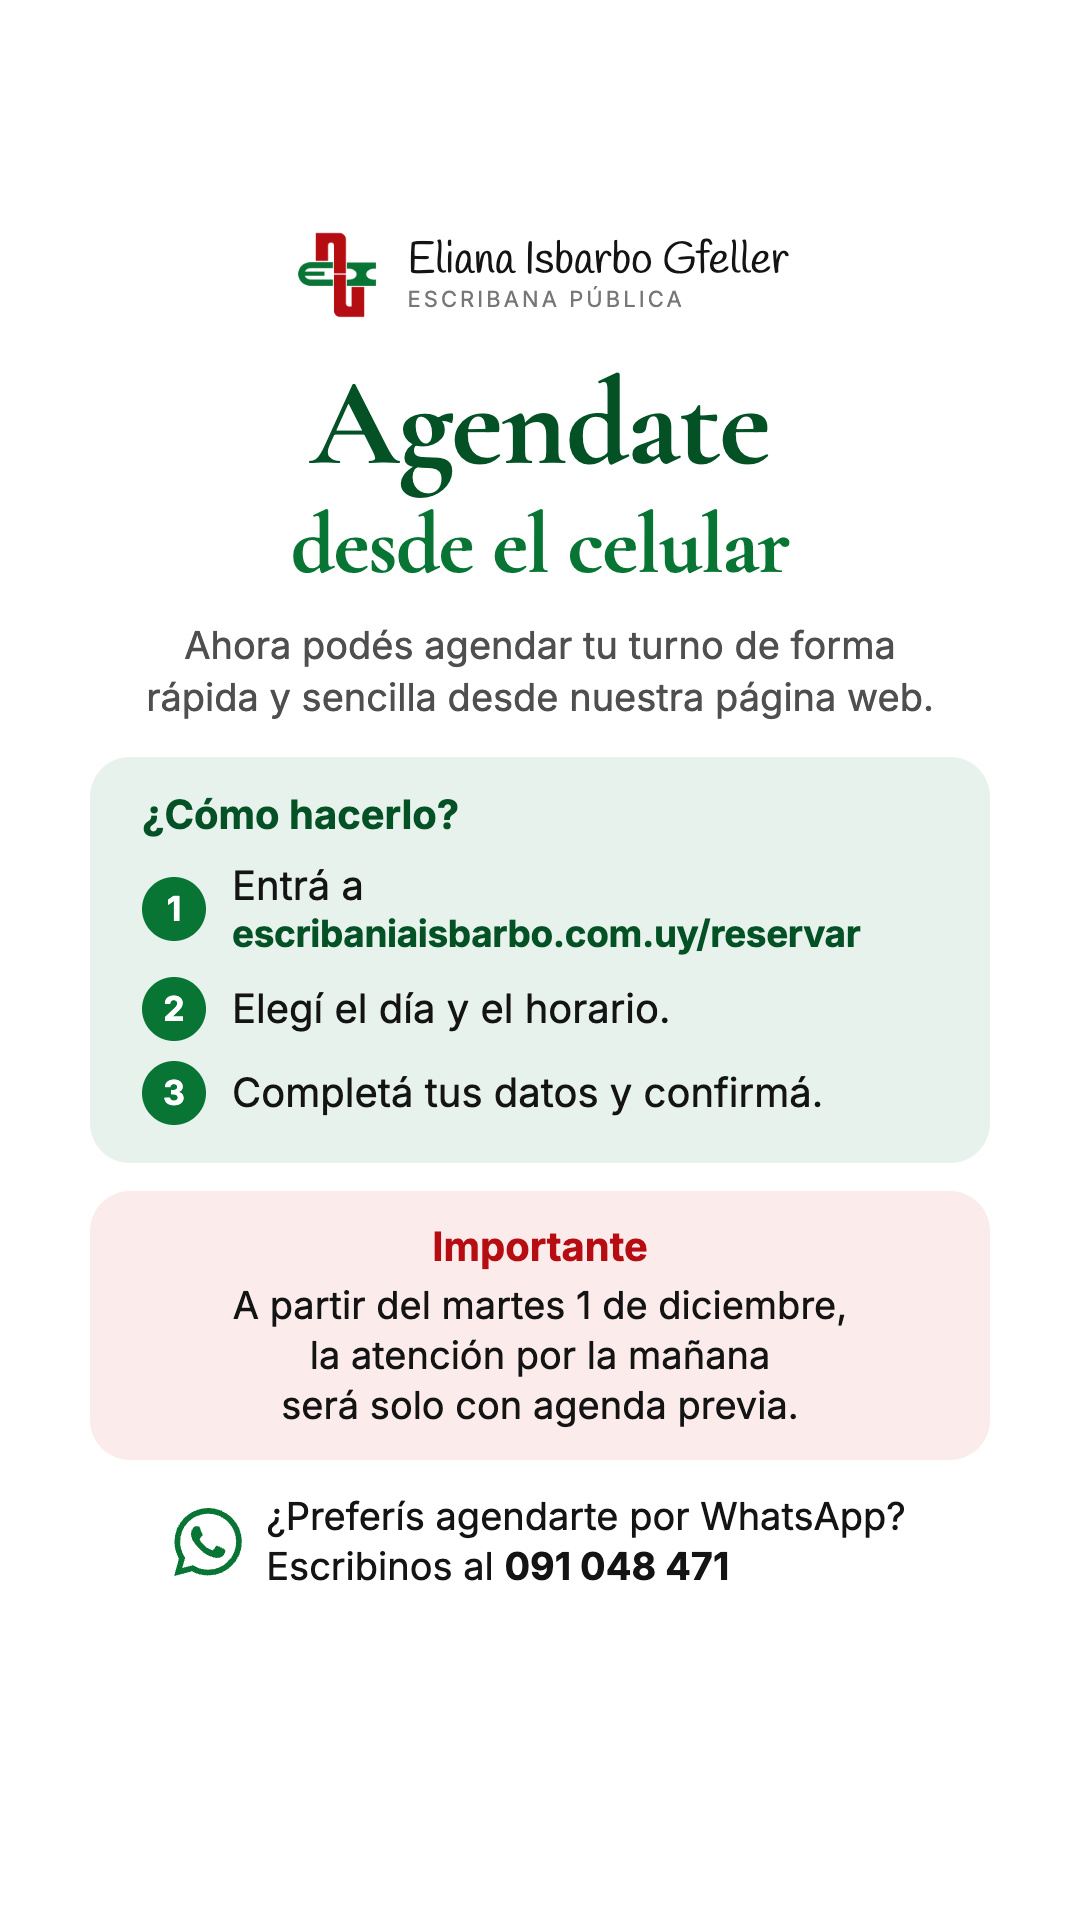 Eliana Isbarbo Gfeller
ESCRIBANA PÚBLICA
Agendate
desde el celular
Ahora podés agendar tu turno de forma
rápida y sencilla desde nuestra página web.
¿Cómo hacerlo?
1 Entrá a
escribaniaisbarbo.com.uy/reservar
2 Elegí el día y el horario.
3 Completá tus datos y confirmá.
Importante
A partir del martes 1 de diciembre,
la atención por la mañana
será solo con agenda previa.
¿Preferís agendarte por WhatsApp?
Escribinos al 091 048 471